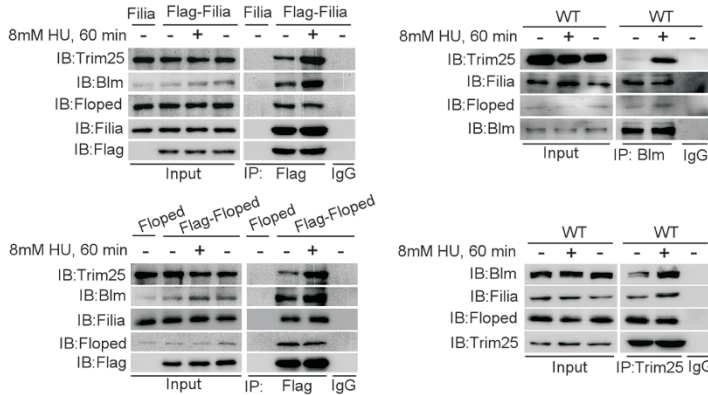 Filia Flag-Filia Filia Flag-Filia
8mM HU, 60 min - - + - - - + -
IB:Trim25
IB:Blm
IB:Floped
IB:Filia
IB:Flag
Input IP: Flag IgG
WT WT
8mM HU, 60 min - + - - + -
IB:Trim25
IB:Filia
IB:Floped
IB:Blm
Input IP: Blm IgG
Floped Flag-Floped Floped Flag-Floped
8mM HU, 60 min - - + - - - + -
IB:Trim25
IB:Blm
IB:Filia
IB:Floped
IB:Flag
Input IP: Flag IgG
WT WT
8mM HU, 60 min - + - - + -
IB:Blm
IB:Filia
IB:Floped
IB:Trim25
Input IP:Trim25 IgG